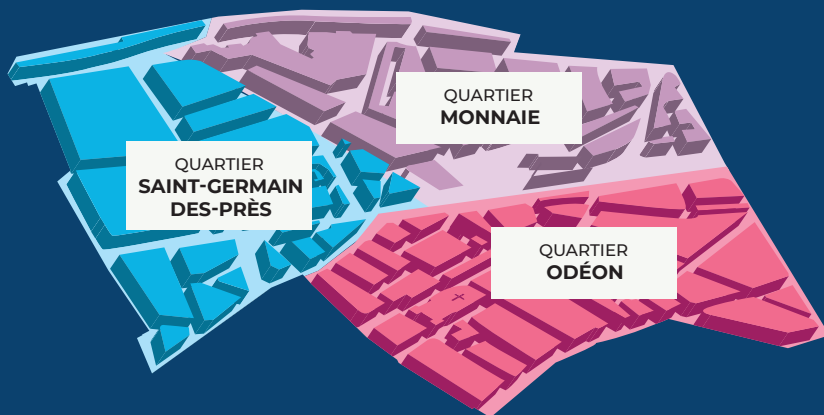 QUARTIER
MONNAIE
QUARTIER
SAINT-GERMAIN
DES-PRÈS
QUARTIER
ODÉON